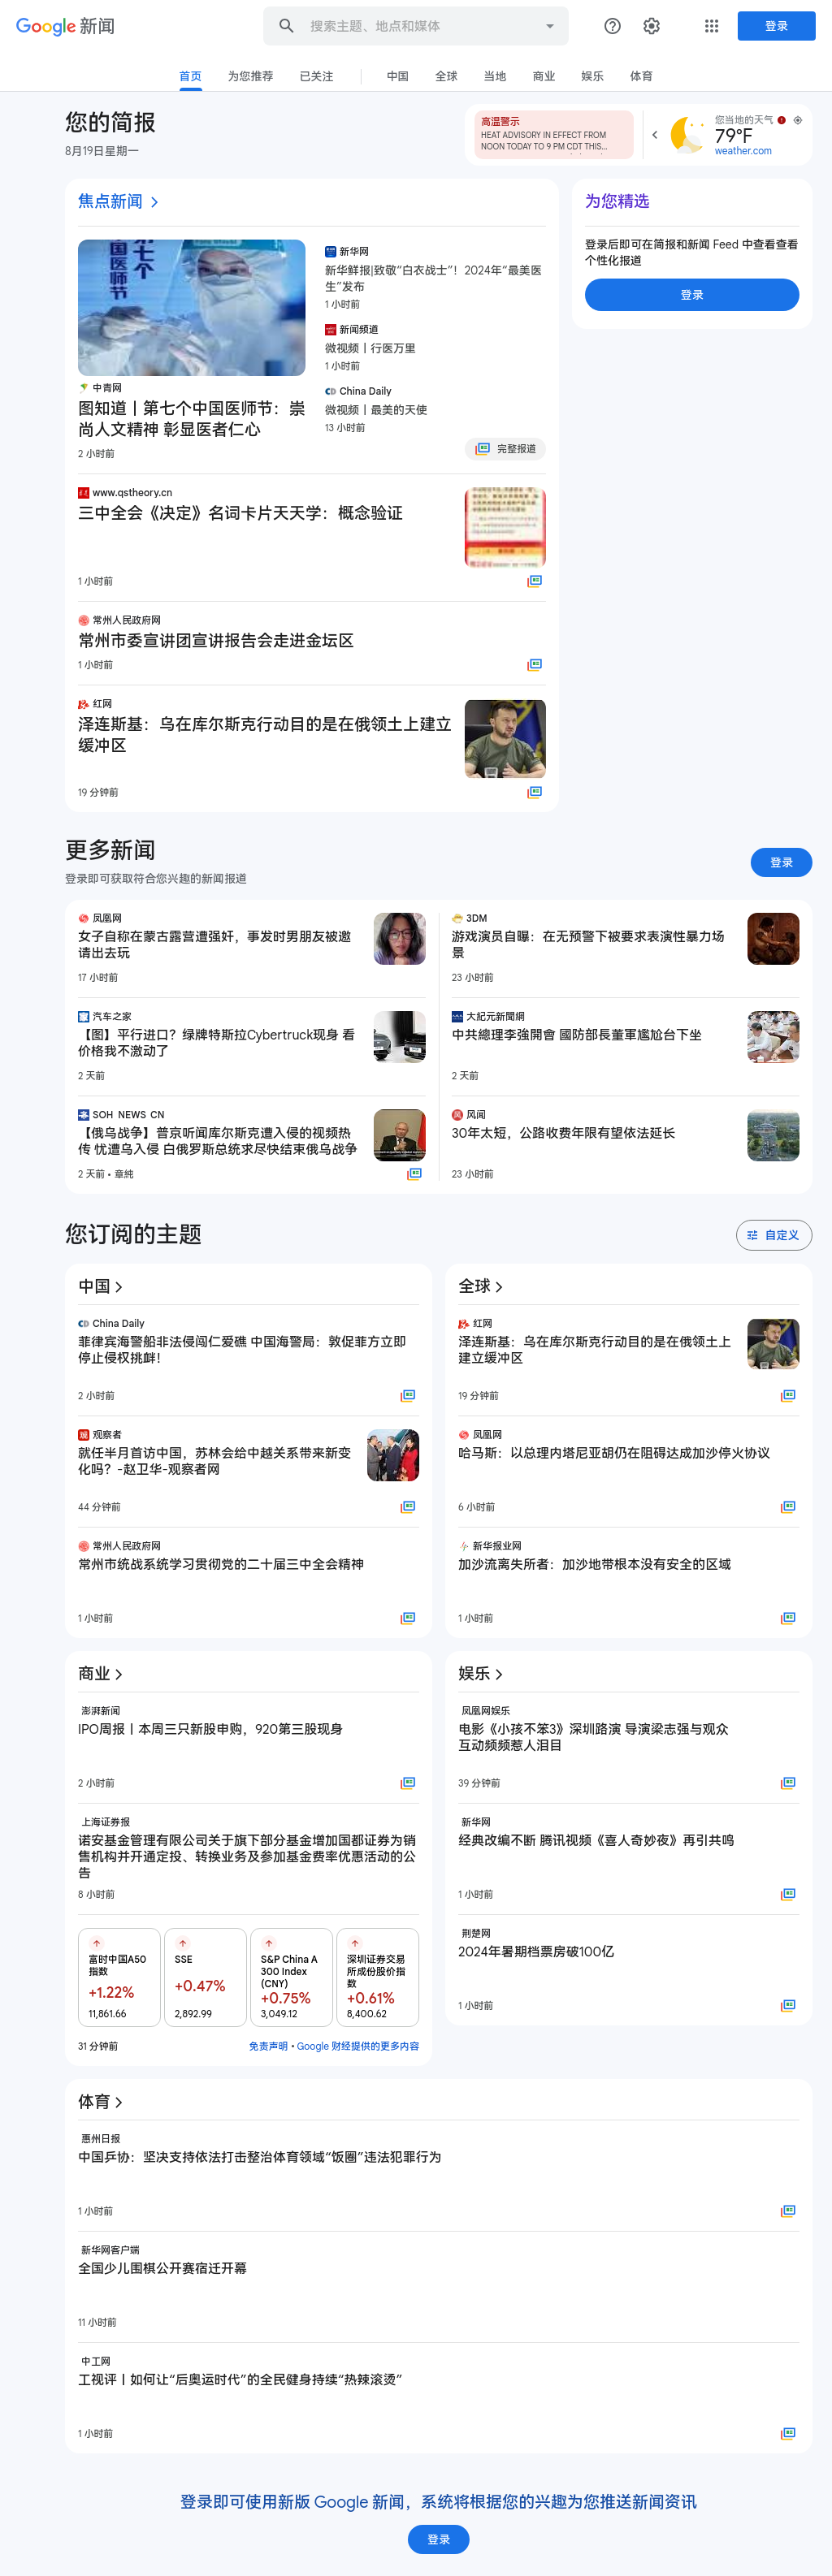 Google 新闻
搜索主题、地点和媒体
登录
首页
为您推荐
已关注
中国
全球
当地
商业
娱乐
体育
您的简报
8月19日星期一
高温警示
HEAT ADVISORY IN EFFECT FROM
NOON TODAY TO 9 PM CDT THIS...
您当地的天气
79°F
weather.com
焦点新闻
中青网
图知道丨第七个中国医师节：崇
尚人文精神 彰显医者仁心
2 小时前
新华网
新华鲜报|致敬“白衣战士”！2024年“最美医
生”发布
1 小时前
新闻频道
微视频丨行医万里
1 小时前
China Daily
微视频丨最美的天使
13 小时前
完整报道
www.qstheory.cn
三中全会《决定》名词卡片天天学：概念验证
1 小时前
常州人民政府网
常州市委宣讲团宣讲报告会走进金坛区
1 小时前
红网
泽连斯基：乌在库尔斯克行动目的是在俄领土上建立
缓冲区
19 分钟前
为您精选
登录后即可在简报和新闻 Feed 中查看查看
个性化报道
登录
更多新闻
登录即可获取符合您兴趣的新闻报道
登录
凤凰网
女子自称在蒙古露营遭强奸，事发时男朋友被邀
请出去玩
17 小时前
汽车之家
【图】平行进口？绿牌特斯拉Cybertruck现身 看
价格我不激动了
2 天前
SOH NEWS CN
【俄乌战争】普京听闻库尔斯克遭入侵的视频热
传 忧遭乌入侵 白俄罗斯总统求尽快结束俄乌战争
2 天前 • 章純
3DM
游戏演员自曝：在无预警下被要求表演性暴力场
景
23 小时前
大紀元新聞網
中共總理李強開會 國防部長董軍尷尬台下坐
2 天前
风闻
30年太短，公路收费年限有望依法延长
23 小时前
您订阅的主题
自定义
中国
China Daily
菲律宾海警船非法侵闯仁爱礁 中国海警局：敦促菲方立即
停止侵权挑衅！
2 小时前
观察者
就任半月首访中国，苏林会给中越关系带来新变
化吗？-赵卫华-观察者网
44 分钟前
常州人民政府网
常州市统战系统学习贯彻党的二十届三中全会精神
1 小时前
全球
红网
泽连斯基：乌在库尔斯克行动目的是在俄领土上
建立缓冲区
19 分钟前
凤凰网
哈马斯：以总理内塔尼亚胡仍在阻碍达成加沙停火协议
6 小时前
新华报业网
加沙流离失所者：加沙地带根本没有安全的区域
1 小时前
商业
澎湃新闻
IPO周报丨本周三只新股申购，920第三股现身
2 小时前
上海证券报
诺安基金管理有限公司关于旗下部分基金增加国都证券为销
售机构并开通定投、转换业务及参加基金费率优惠活动的公
告
8 小时前
富时中国A50
指数
+1.22%
11,861.66
SSE
+0.47%
2,892.99
S&P China A
300 Index
(CNY)
+0.75%
3,049.12
深圳证券交易
所成份股价指
数
+0.61%
8,400.62
31 分钟前
免责声明 • Google 财经提供的更多内容
娱乐
凤凰网娱乐
电影《小孩不笨3》深圳路演 导演梁志强与观众
互动频频惹人泪目
39 分钟前
新华网
经典改编不断 腾讯视频《喜人奇妙夜》再引共鸣
1 小时前
荆楚网
2024年暑期档票房破100亿
1 小时前
体育
惠州日报
中国乒协：坚决支持依法打击整治体育领域“饭圈”违法犯罪行为
1 小时前
新华网客户端
全国少儿围棋公开赛宿迁开幕
11 小时前
中工网
工视评丨如何让“后奥运时代”的全民健身持续“热辣滚烫”
1 小时前
登录即可使用新版 Google 新闻，系统将根据您的兴趣为您推送新闻资讯
登录